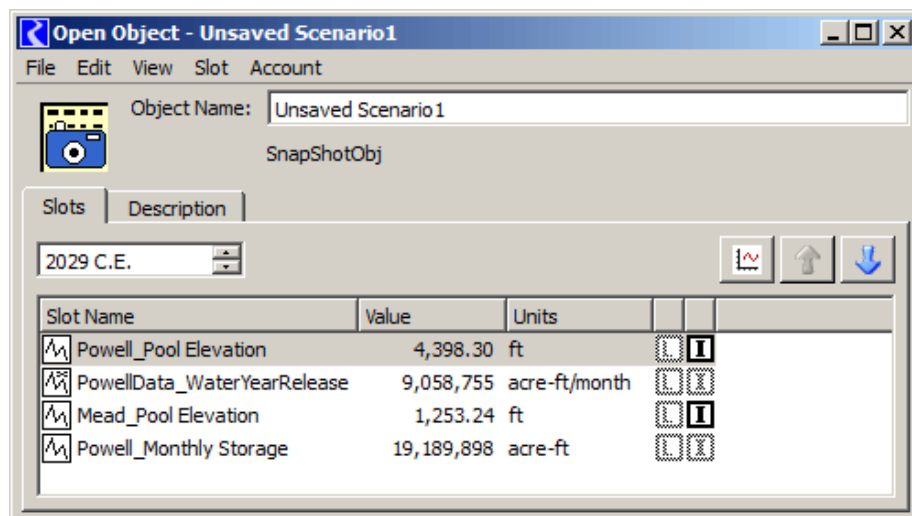 Open Object - Unsaved Scenario1
File Edit View Slot Account
Object Name: Unsaved Scenario1
SnapShotObj
Slots Description
2029 C.E.
Slot Name Value Units
Powell_Pool Elevation 4,398.30 ft L I
PowellData_WaterYearRelease 9,058,755 acre-ft/month L I
Mead_Pool Elevation 1,253.24 ft L I
Powell_Monthly Storage 19,189,898 acre-ft L I